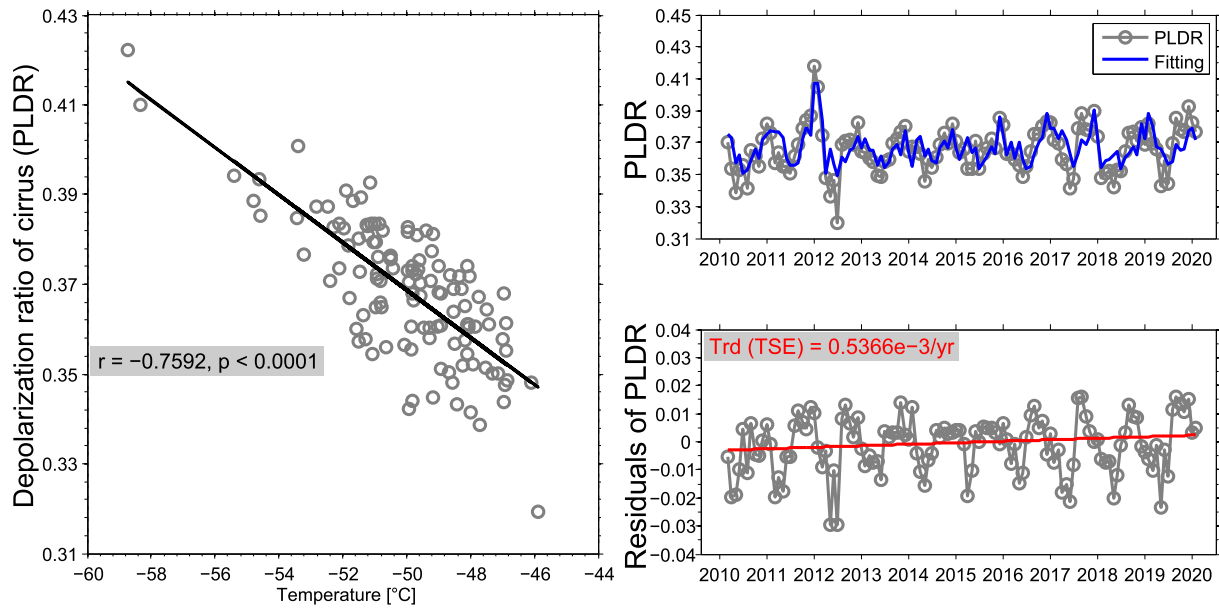 Depolarization ratio of cirrus (PLDR)
0.43
0.41
0.39
0.37
0.35
0.33
0.31
r = −0.7592, p < 0.0001
−60 −58 −56 −54 −52 −50 −48 −46 −44
Temperature [°C]
PLDR
0.45
0.43
0.41
0.39
0.37
0.35
0.33
0.31
PLDR
Fitting
2010 2011 2012 2013 2014 2015 2016 2017 2018 2019 2020
Residuals of PLDR
0.04
0.03
0.02
0.01
0
−0.01
−0.02
−0.03
−0.04
Trd (TSE) = 0.5366e−3/yr
2010 2011 2012 2013 2014 2015 2016 2017 2018 2019 2020